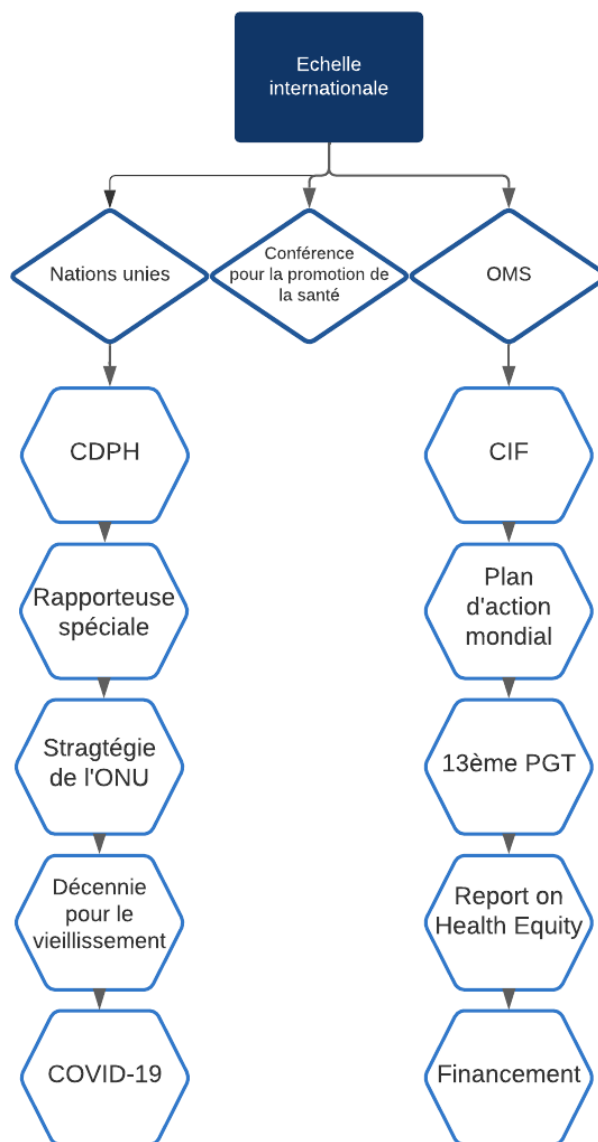 Echelle
internationale
Nations unies
Conférence
pour la promotion de
la santé
OMS
CDPH
CIF
Rapporteuse
spéciale
Plan
d'action
mondial
Stragtégie
de l'ONU
13ème PGT
Décennie
pour le
vieillissement
Report on
Health Equity
COVID-19
Financement